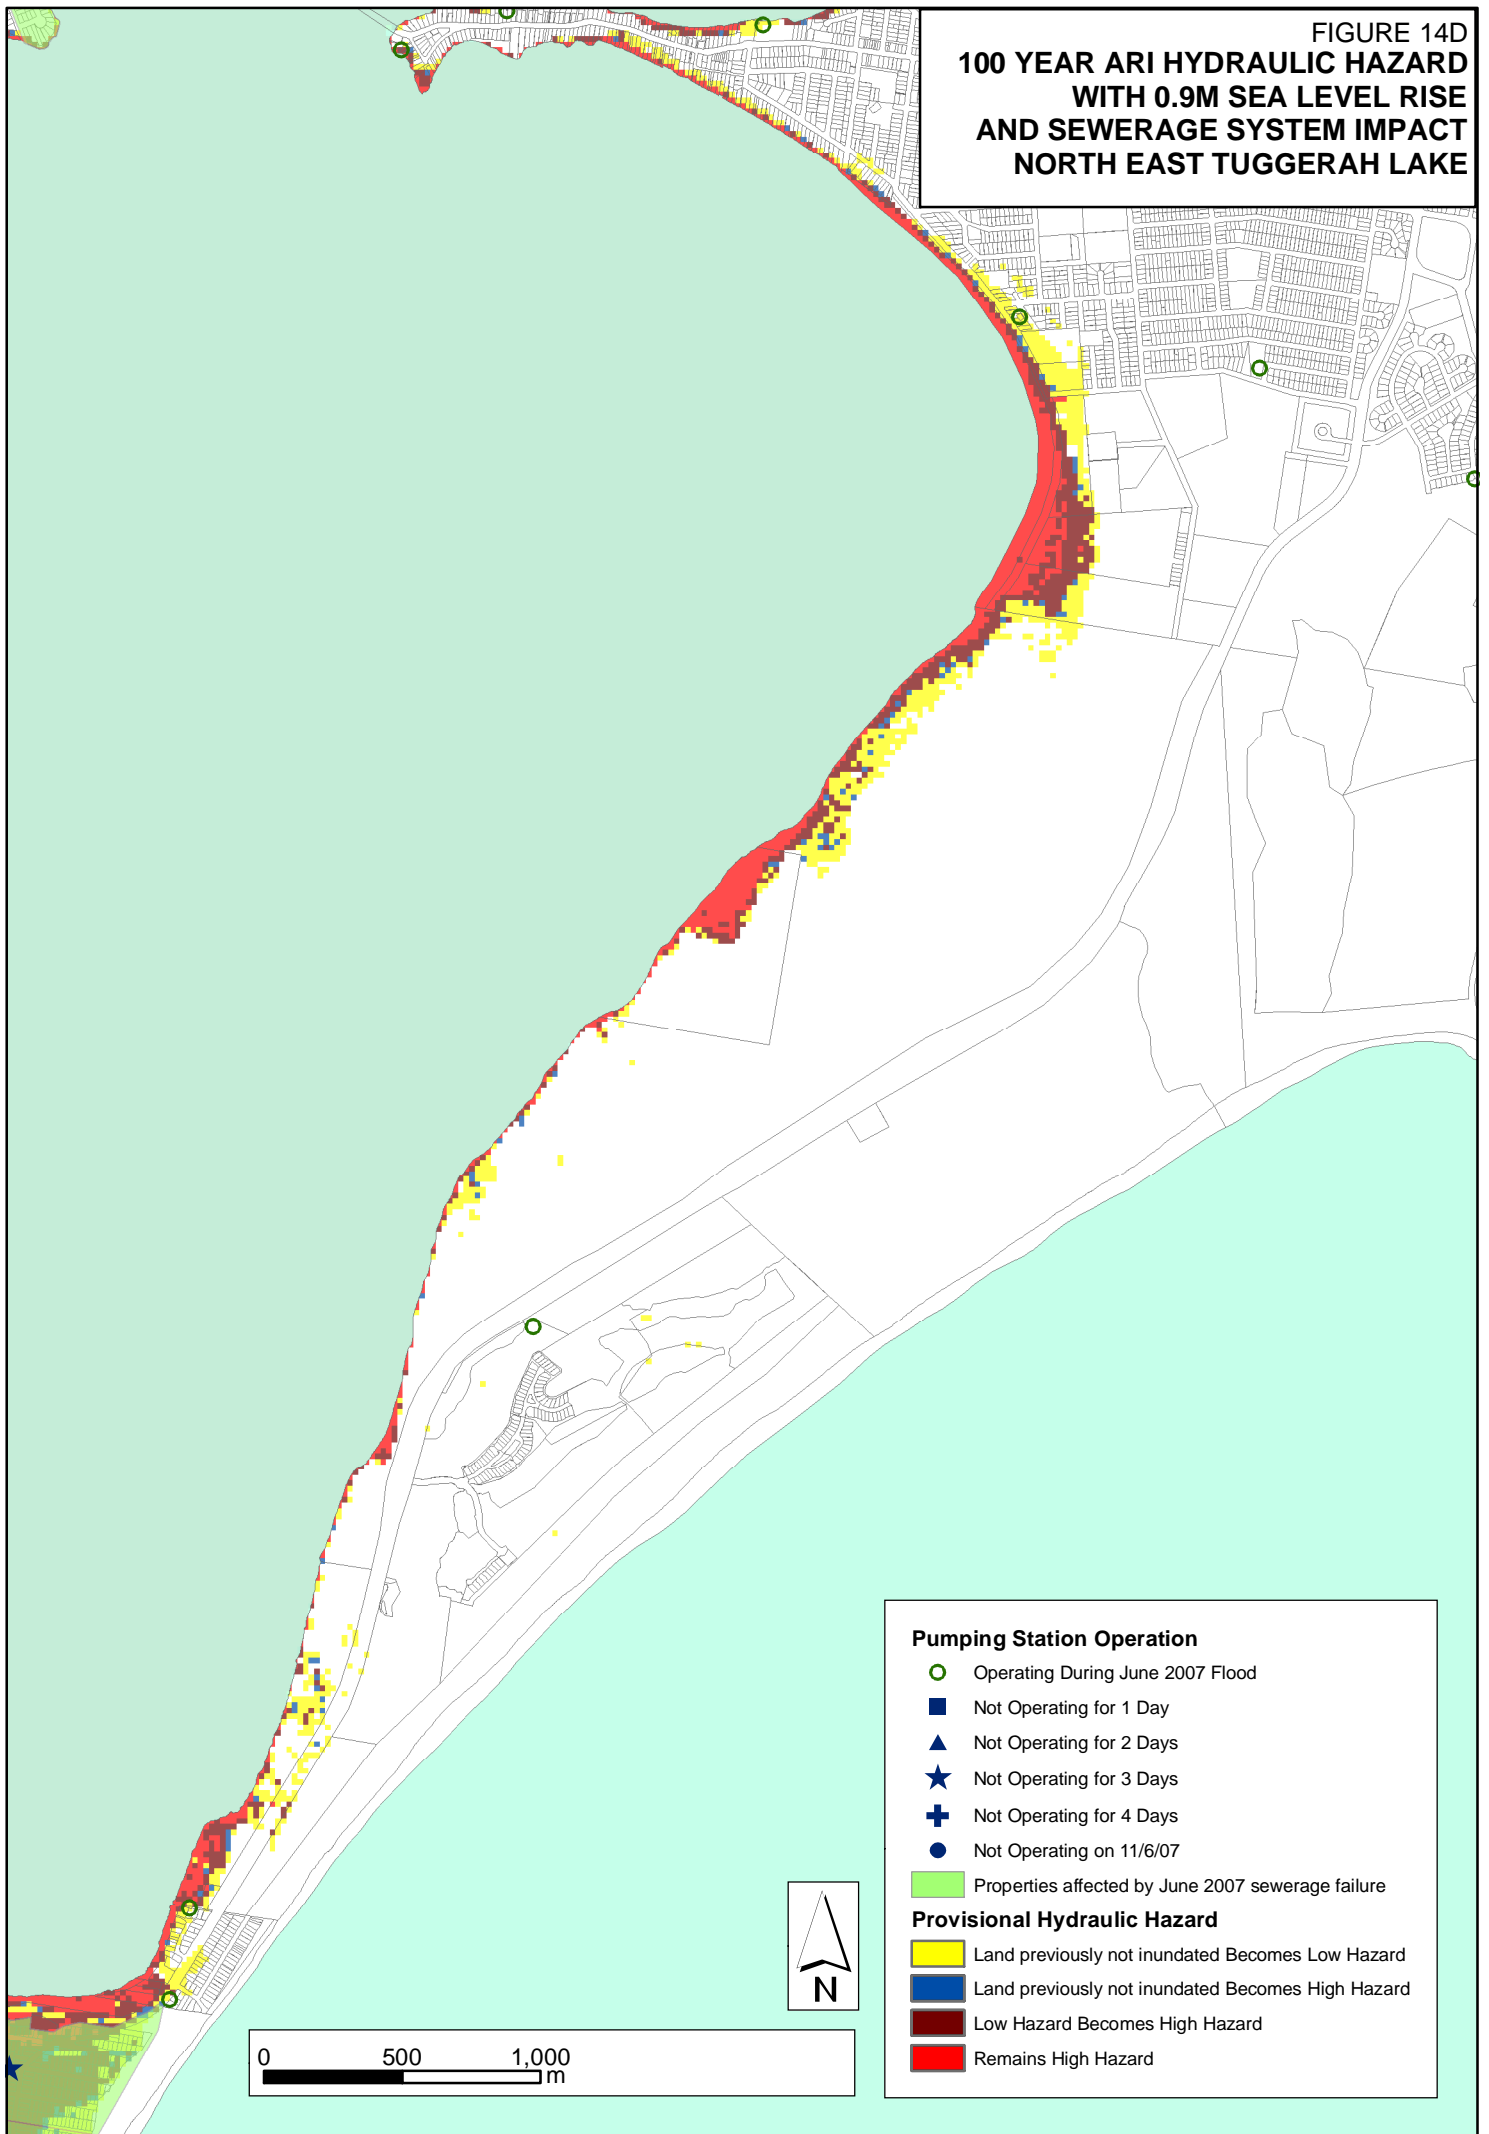 FIGURE 14D
100 YEAR ARI HYDRAULIC HAZARD
WITH 0.9M SEA LEVEL RISE
AND SEWERAGE SYSTEM IMPACT
NORTH EAST TUGGERAH LAKE
Pumping Station Operation
Operating During June 2007 Flood
Not Operating for 1 Day
Not Operating for 2 Days
Not Operating for 3 Days
Not Operating for 4 Days
Not Operating on 11/6/07
Properties affected by June 2007 sewerage failure
Provisional Hydraulic Hazard
Land previously not inundated Becomes Low Hazard
Land previously not inundated Becomes High Hazard
Low Hazard Becomes High Hazard
Remains High Hazard
N
0 500 1,000
m